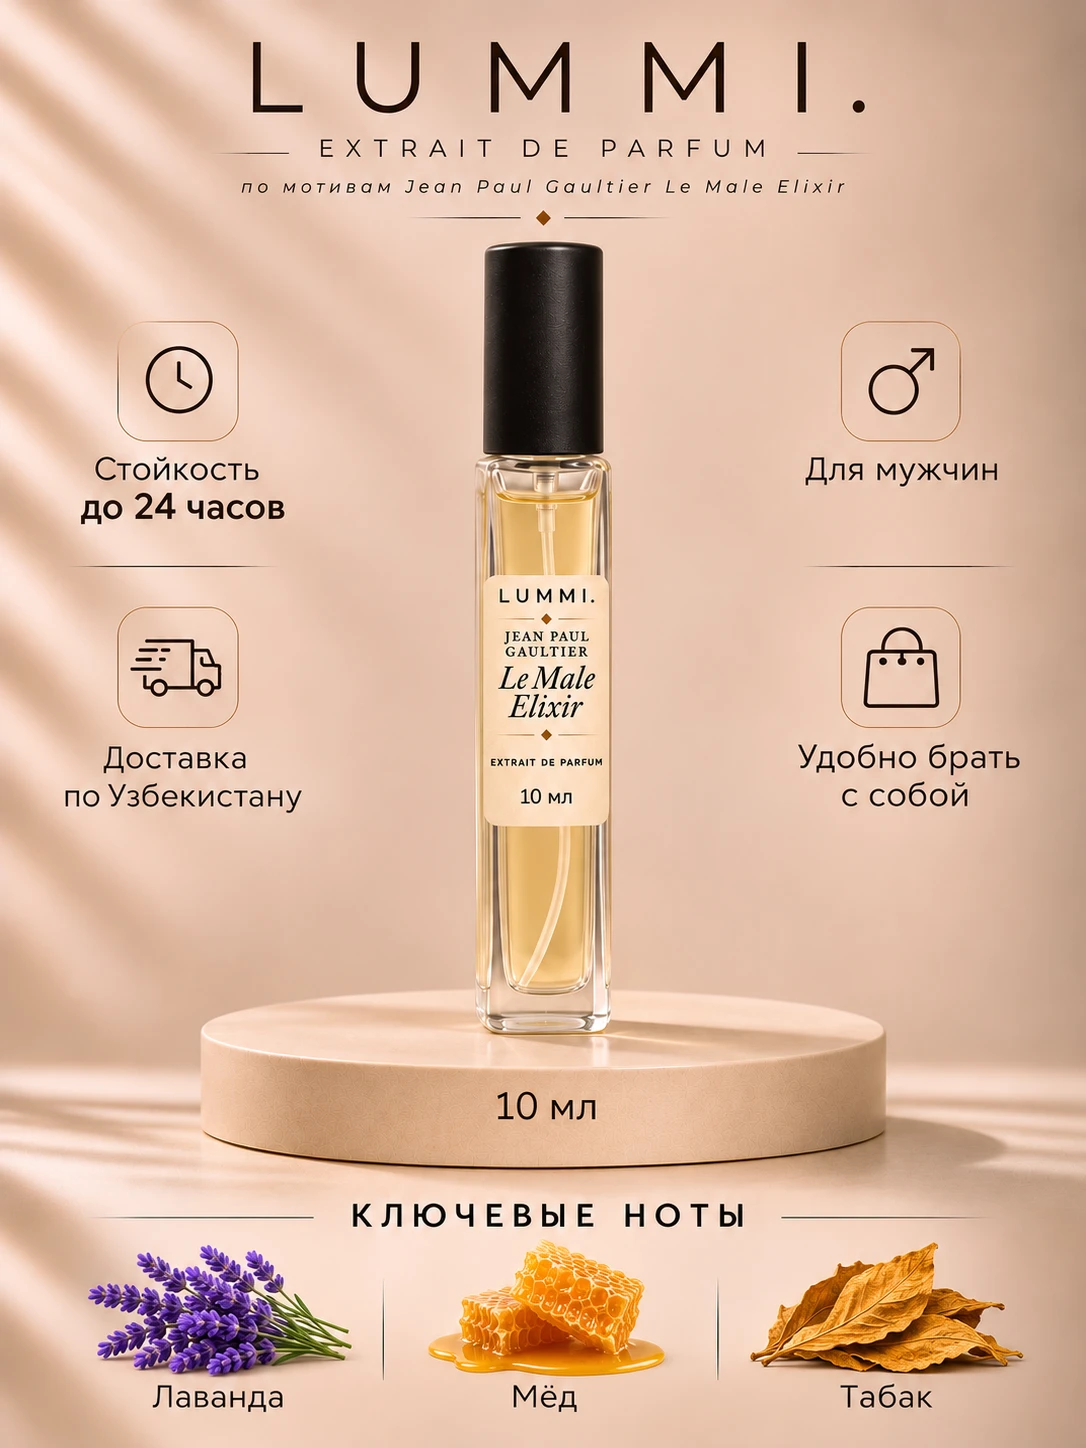 LUMMI.
EXTRAIT DE PARFUM
по мотивам Jean Paul Gaultier Le Male Elixir
Стойкость
до 24 часов
Для мужчин
Доставка
по Узбекистану
Удобно брать
с собой
LUMMI.
JEAN PAUL
GAULTIER
Le Male
Elixir
EXTRAIT DE PARFUM
10 мл
10 мл
КЛЮЧЕВЫЕ НОТЫ
Лаванда
Мёд
Табак